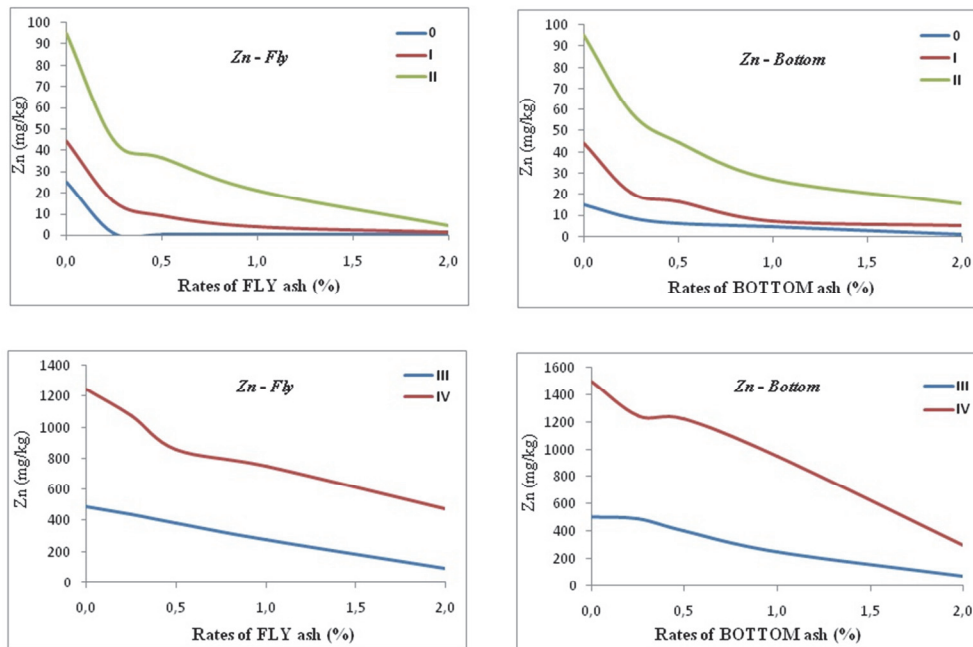 Zn - Fly
0
I
II
Zn (mg/kg)
100
90
80
70
60
50
40
30
20
10
0
0,0 0,5 1,0 1,5 2,0
Rates of FLY ash (%)
Zn - Bottom
0
I
II
Zn (mg/kg)
100
90
80
70
60
50
40
30
20
10
0
0,0 0,5 1,0 1,5 2,0
Rates of BOTTOM ash (%)
Zn - Fly
III
IV
Zn (mg/kg)
1400
1200
1000
800
600
400
200
0
0,0 0,5 1,0 1,5 2,0
Rates of FLY ash (%)
Zn - Bottom
III
IV
Zn (mg/kg)
1600
1400
1200
1000
800
600
400
200
0
0,0 0,5 1,0 1,5 2,0
Rates of BOTTOM ash (%)